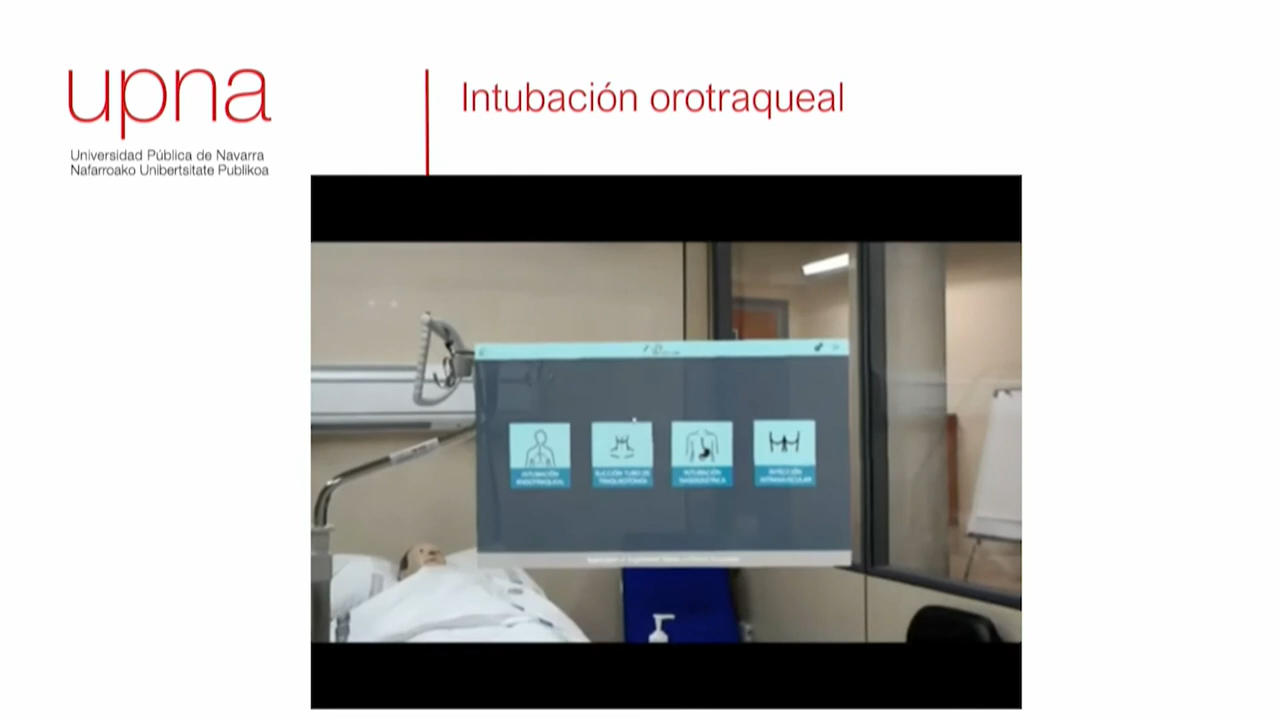 upna
Universidad Pública de Navarra
Nafarroako Unibertsitate Publikoa
Intubación orotraqueal
INTUBACIÓN
ENDOTRAQUEAL
SUCCIÓN TUBO DE
TRAQUEOTOMÍA
INTUBACIÓN
NASOGÁSTRICA
INYECCIÓN
INTRAMUSCULAR